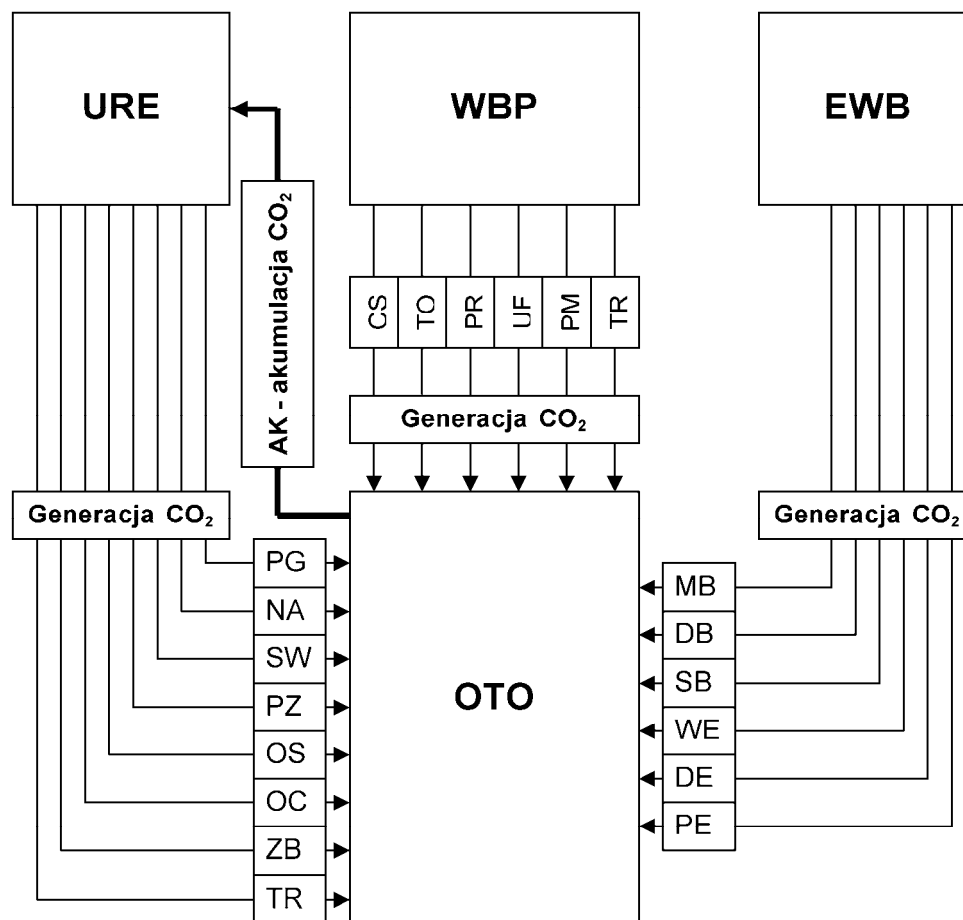 URE
WBP
EWB
AK - akumulacja CO₂
CS
TO
PR
UF
PM
TR
Generacja CO₂
Generacja CO₂
Generacja CO₂
PG
NA
SW
PZ
OS
OC
ZB
TR
OTO
MB
DB
SB
WE
DE
PE